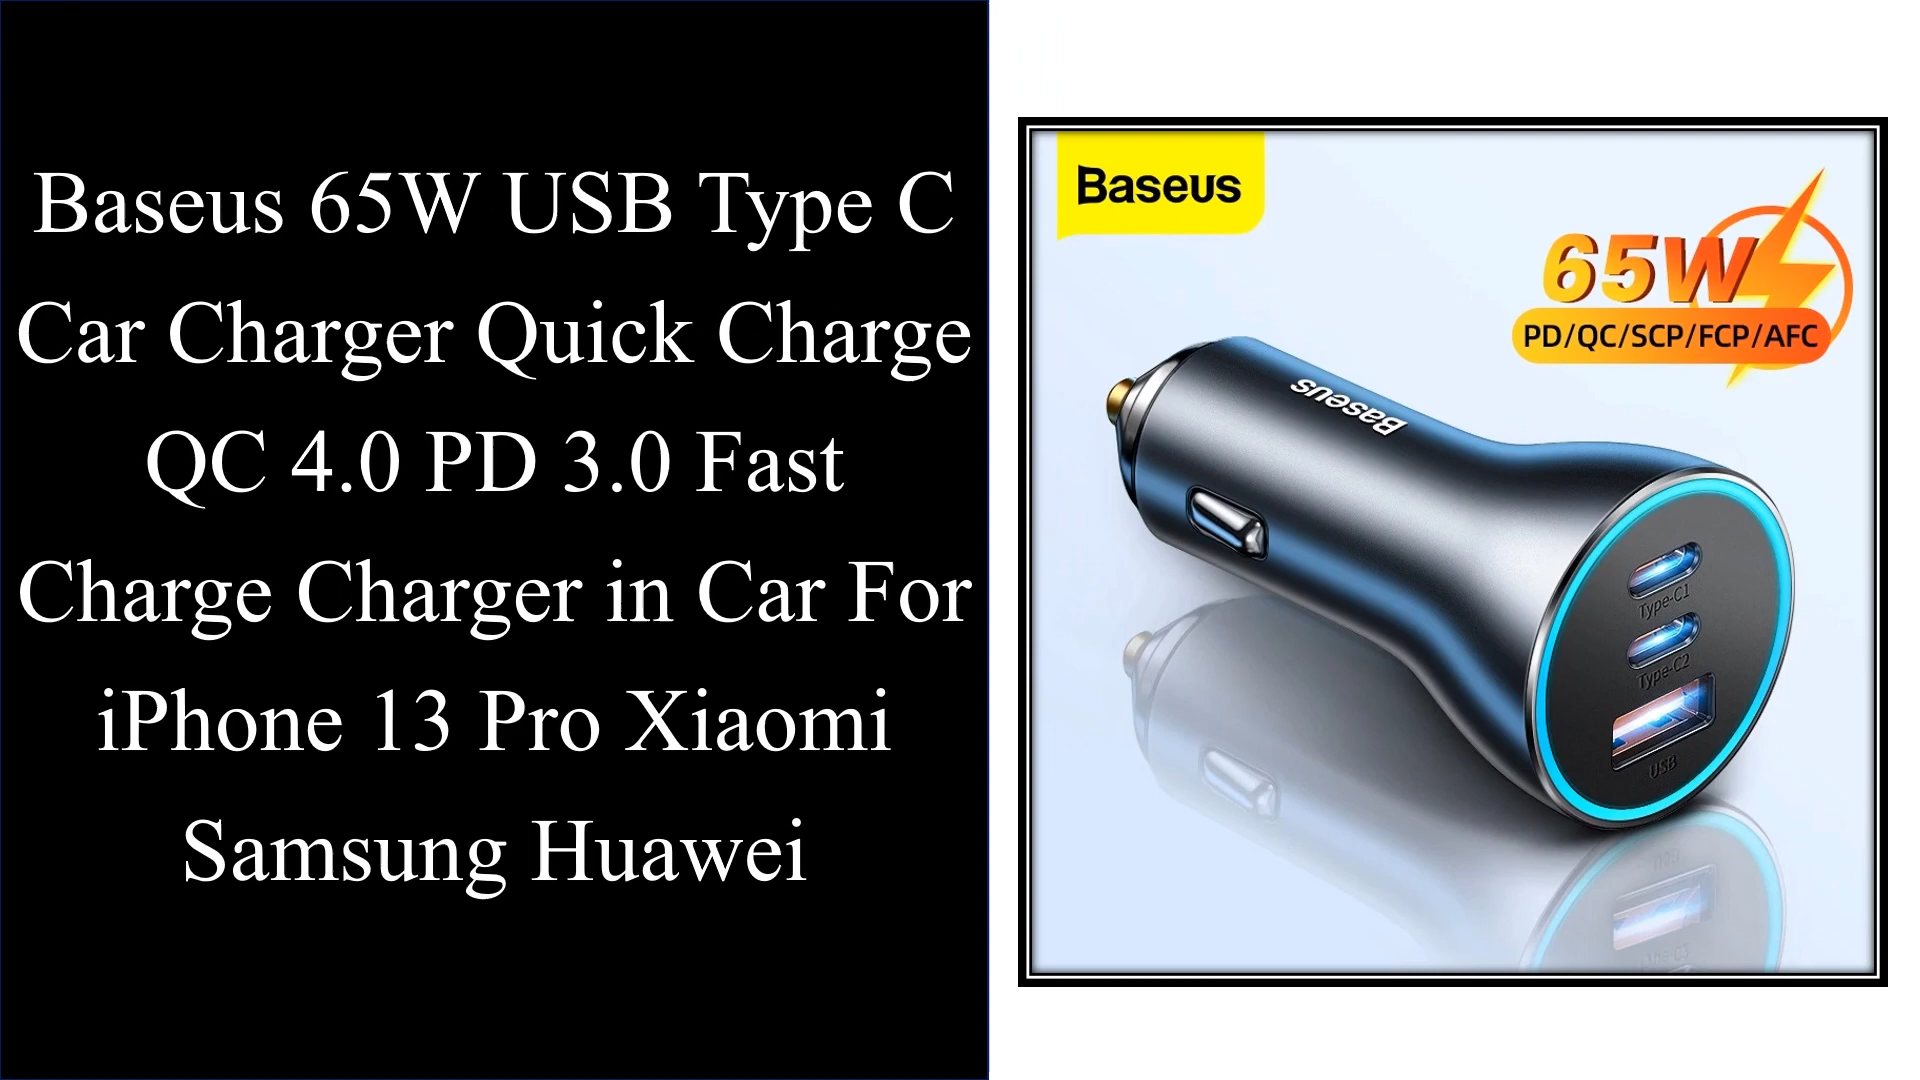 Baseus 65W USB Type C
Car Charger Quick Charge
QC 4.0 PD 3.0 Fast
Charge Charger in Car For
iPhone 13 Pro Xiaomi
Samsung Huawei
Baseus
65W
PD/QC/SCP/FCP/AFC
Baseus
Type-C1
Type-C2
USB